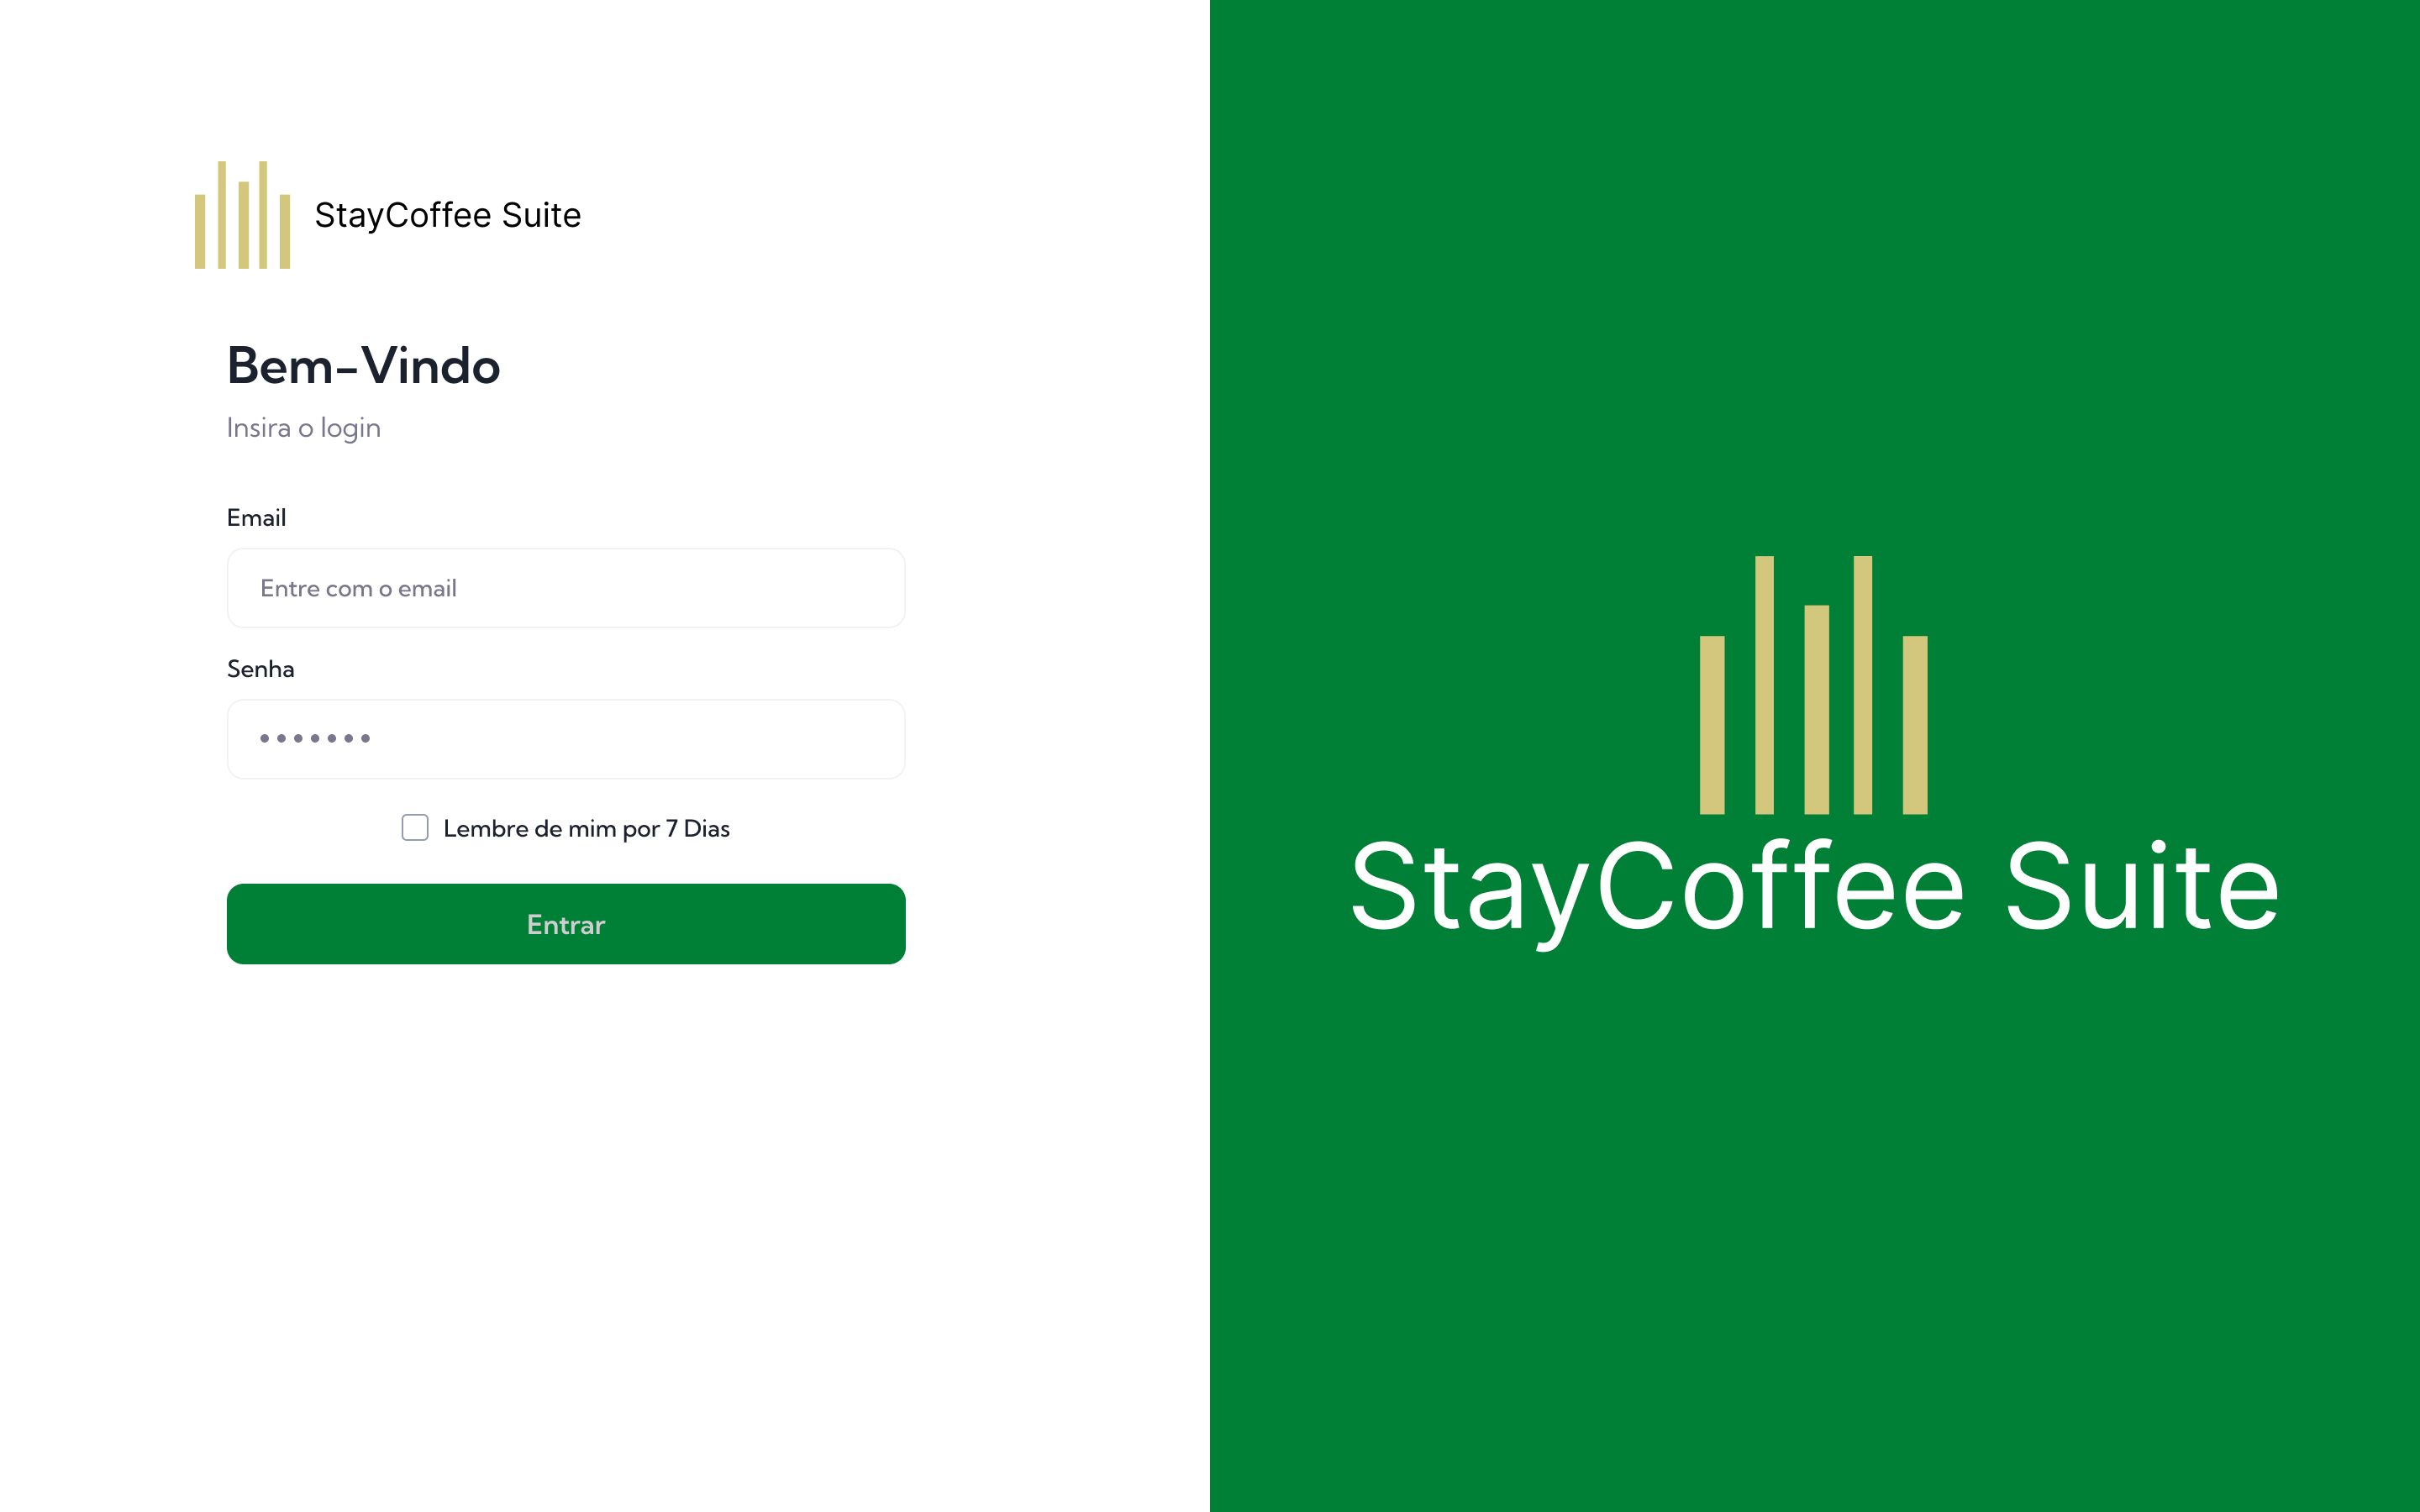 StayCoffee Suite
Bem-Vindo
Insira o login
Email
Entre com o email
Senha
•••••••
Lembre de mim por 7 Dias
Entrar
StayCoffee Suite